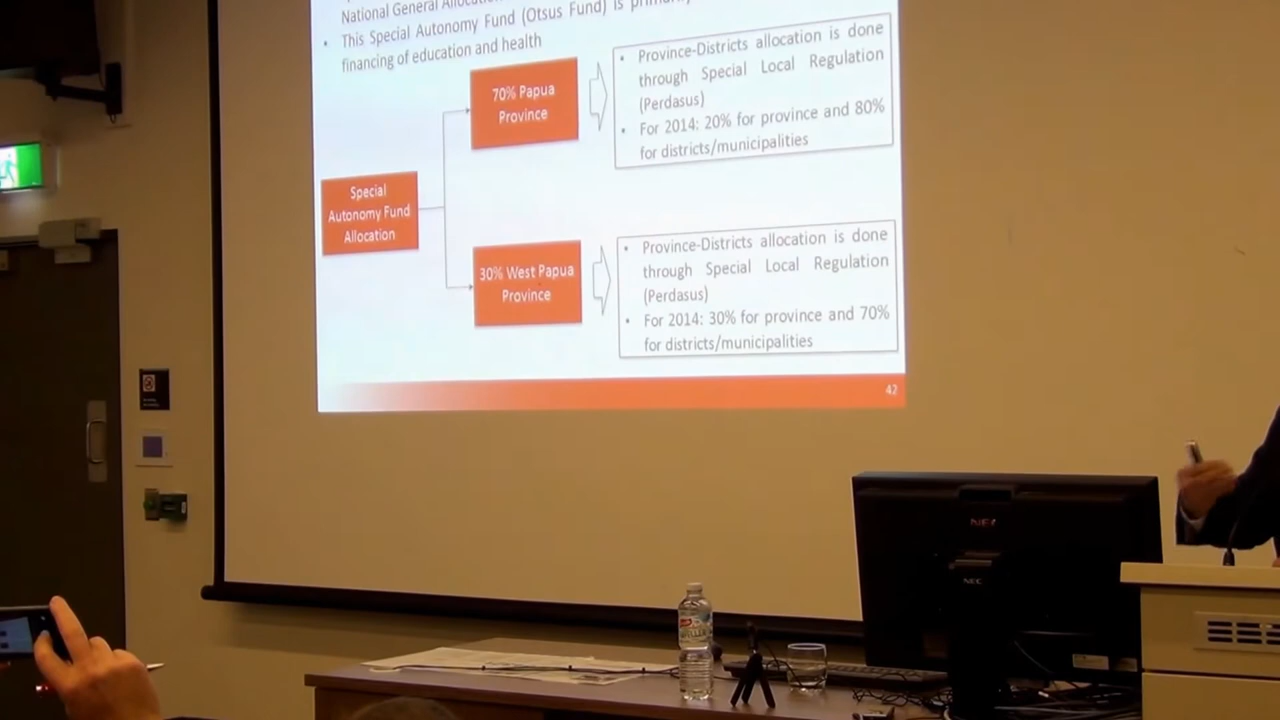 National General Allocation
This Special Autonomy Fund (Otsus Fund) is primarily
financing of education and health
70% Papua
Province
Province-Districts allocation is done
through Special Local Regulation
(Perdasus)
For 2014: 20% for province and 80%
for districts/municipalities
Special
Autonomy Fund
Allocation
30% West Papua
Province
Province-Districts allocation is done
through Special Local Regulation
(Perdasus)
For 2014: 30% for province and 70%
for districts/municipalities
42
NEC
NEC